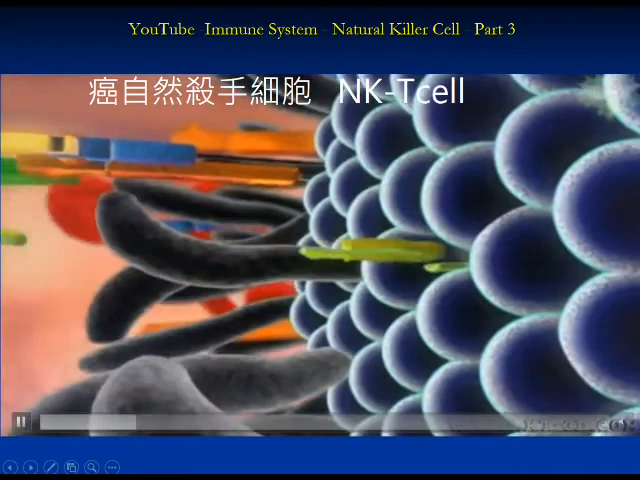 YouTube -Immune System - Natural Killer Cell - Part 3
癌自然殺手細胞 NK-Tcell